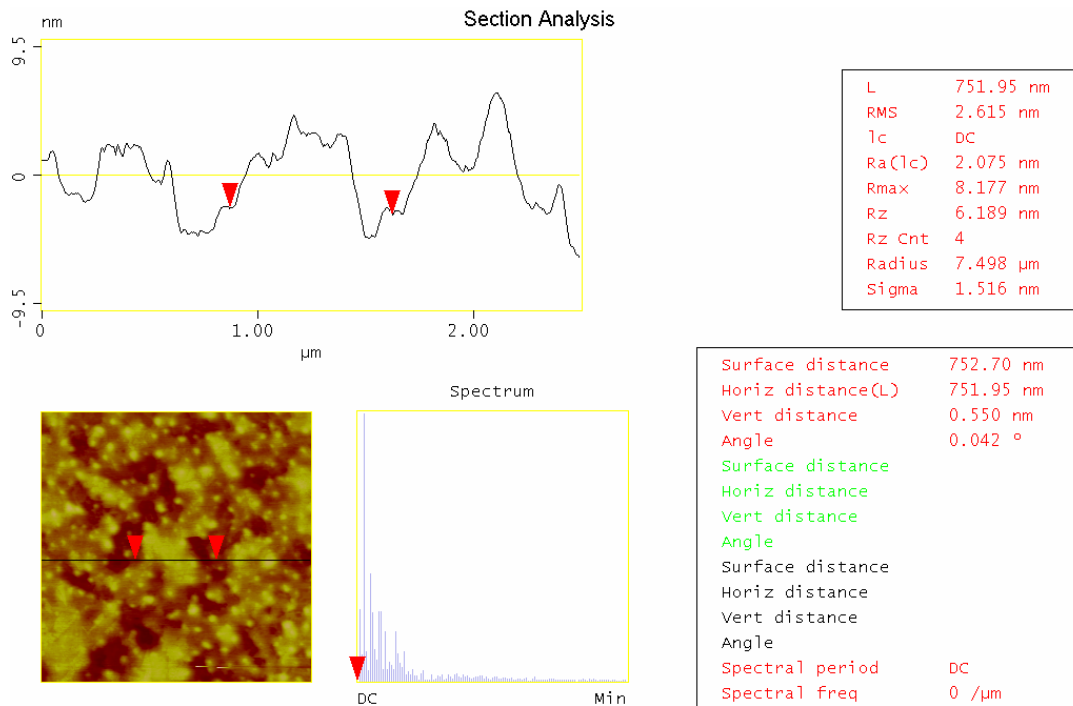 Section Analysis
nm
9.5
0
-9.5
0 1.00 2.00
µm
L 751.95 nm
RMS 2.615 nm
lc DC
Ra(lc) 2.075 nm
Rmax 8.177 nm
Rz 6.189 nm
Rz Cnt 4
Radius 7.498 µm
Sigma 1.516 nm
Spectrum
DC Min
Surface distance 752.70 nm
Horiz distance(L) 751.95 nm
Vert distance 0.550 nm
Angle 0.042 º
Surface distance
Horiz distance
Vert distance
Angle
Surface distance
Horiz distance
Vert distance
Angle
Spectral period DC
Spectral freq 0 /µm